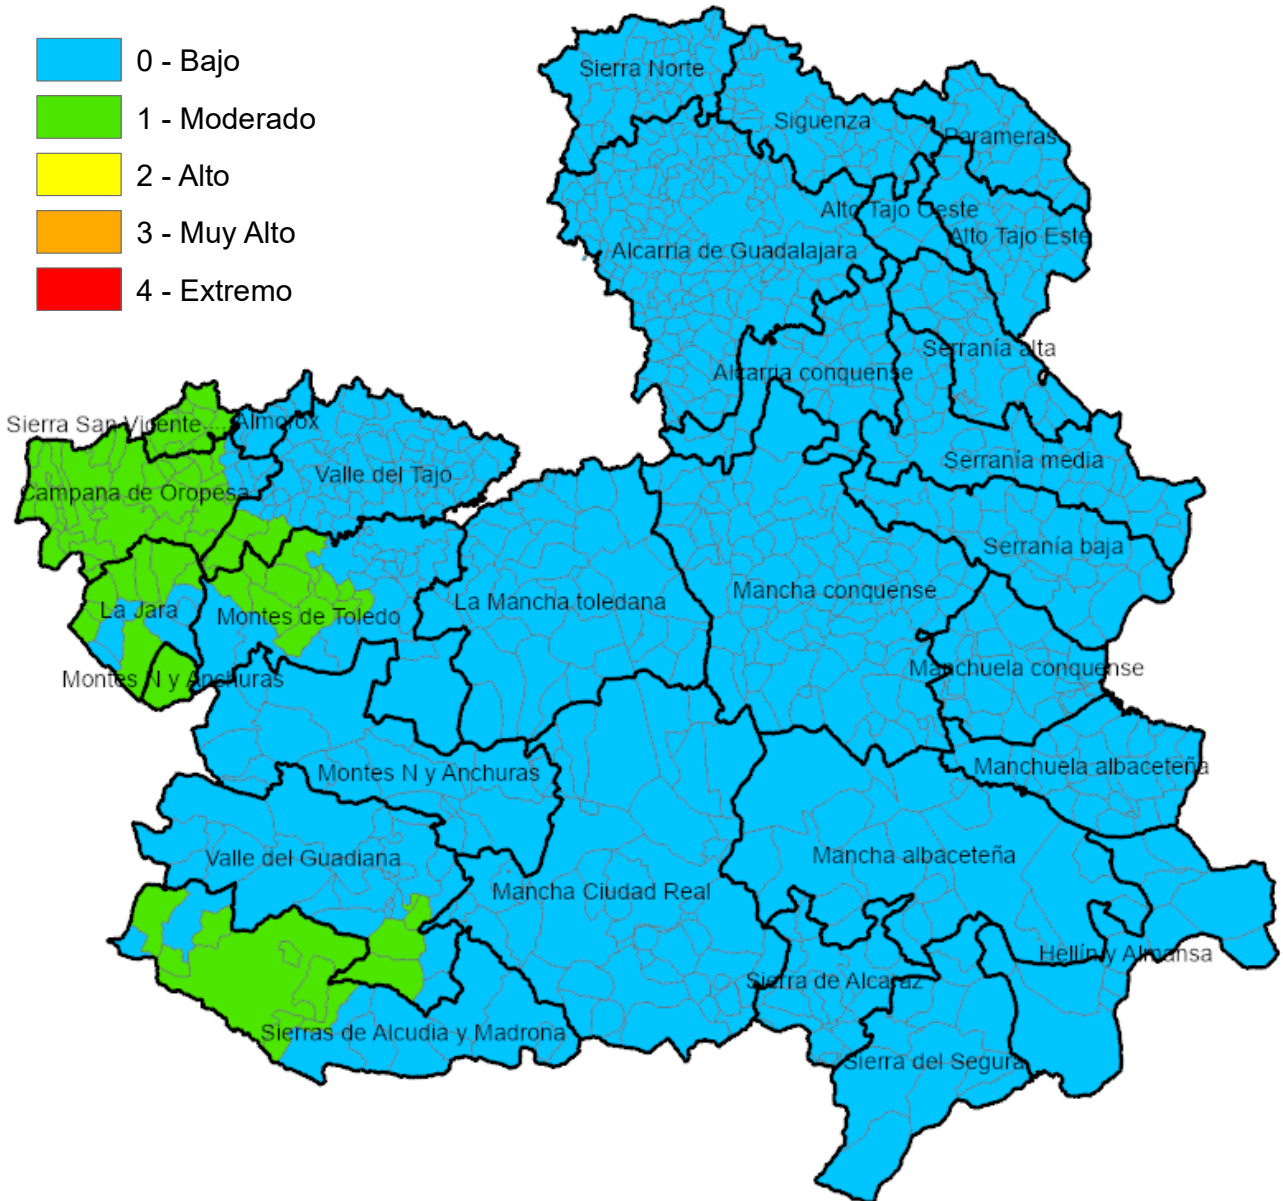 0 - Bajo
1 - Moderado
2 - Alto
3 - Muy Alto
4 - Extremo
Sierra Norte
Siguenza
Parameras
Alto Tajo Oeste
Alto Tajo Este
Alcarria de Guadalajara
Serranía alta
Alcarria conquense
Sierra San Vicente
Almorox
Serranía media
Valle del Tajo
Campana de Oropesa
Serranía baja
Mancha conquense
La Mancha toledana
La Jara
Montes de Toledo
Manchuela conquense
Montes N y Anchuras
Manchuela albaceteña
Montes N y Anchuras
Mancha albaceteña
Valle del Guadiana
Mancha Ciudad Real
Hellín y Almansa
Sierra de Alcaraz
Sierras de Alcudia y Madrona
Sierra del Segura